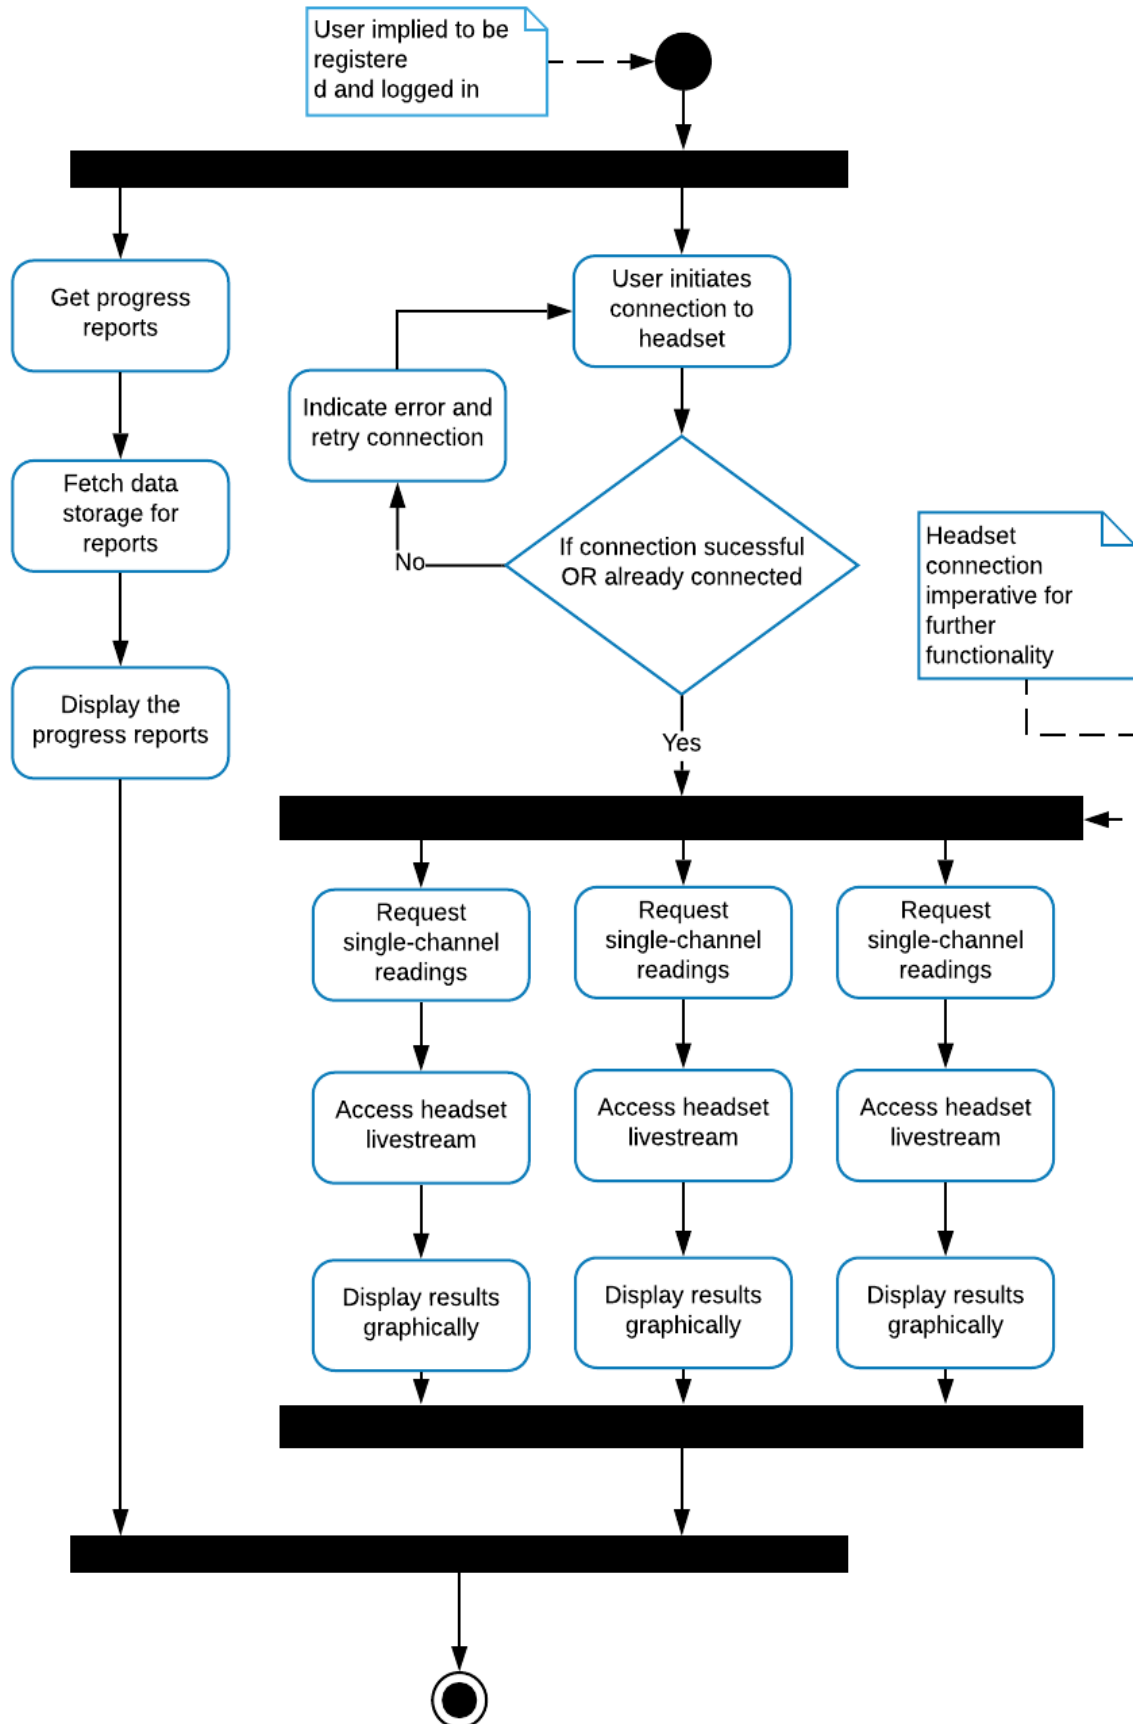 User implied to be
registere
d and logged in
Get progress
reports
User initiates
connection to
headset
Indicate error and
retry connection
Fetch data
storage for
reports
If connection sucessful
OR already connected
No
Headset
connection
imperative for
further
functionality
Display the
progress reports
Yes
Request
single-channel
readings
Request
single-channel
readings
Request
single-channel
readings
Access headset
livestream
Access headset
livestream
Access headset
livestream
Display results
graphically
Display results
graphically
Display results
graphically